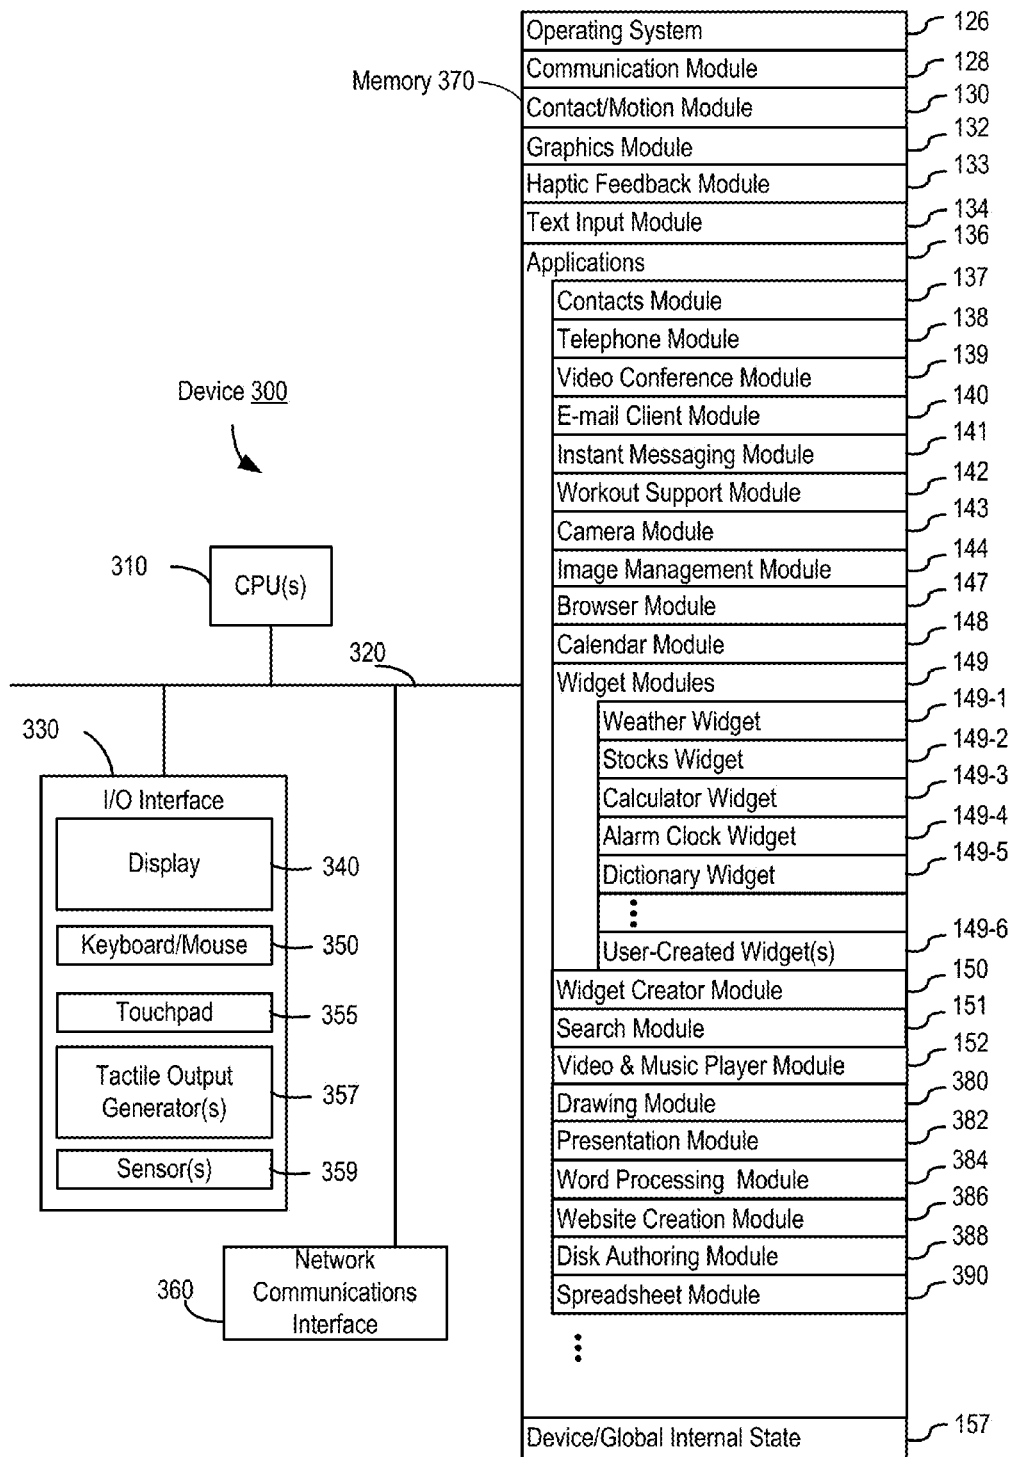 Memory 370
Operating System 126
Communication Module 128
Contact/Motion Module 130
Graphics Module 132
Haptic Feedback Module 133
Text Input Module 134
Applications 136
Contacts Module 137
Telephone Module 138
Video Conference Module 139
E-mail Client Module 140
Instant Messaging Module 141
Workout Support Module 142
Camera Module 143
Image Management Module 144
Browser Module 147
Calendar Module 148
Widget Modules 149
Weather Widget 149-1
Stocks Widget 149-2
Calculator Widget 149-3
Alarm Clock Widget 149-4
Dictionary Widget 149-5
User-Created Widget(s) 149-6
Widget Creator Module 150
Search Module 151
Video & Music Player Module 152
Drawing Module 380
Presentation Module 382
Word Processing Module 384
Website Creation Module 386
Disk Authoring Module 388
Spreadsheet Module 390
Device/Global Internal State 157
Device 300
310
CPU(s)
320
330
I/O Interface
Display 340
Keyboard/Mouse 350
Touchpad 355
Tactile Output
Generator(s) 357
Sensor(s) 359
360
Network
Communications
Interface